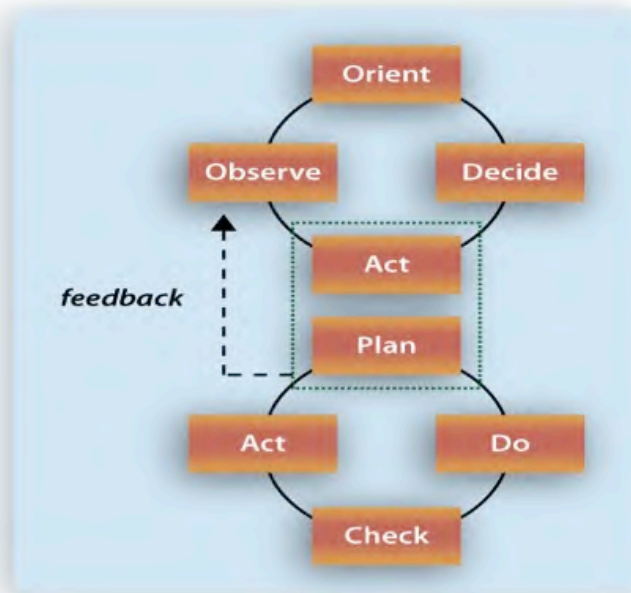 Orient
Observe
Decide
Act
feedback
Plan
Act
Do
Check